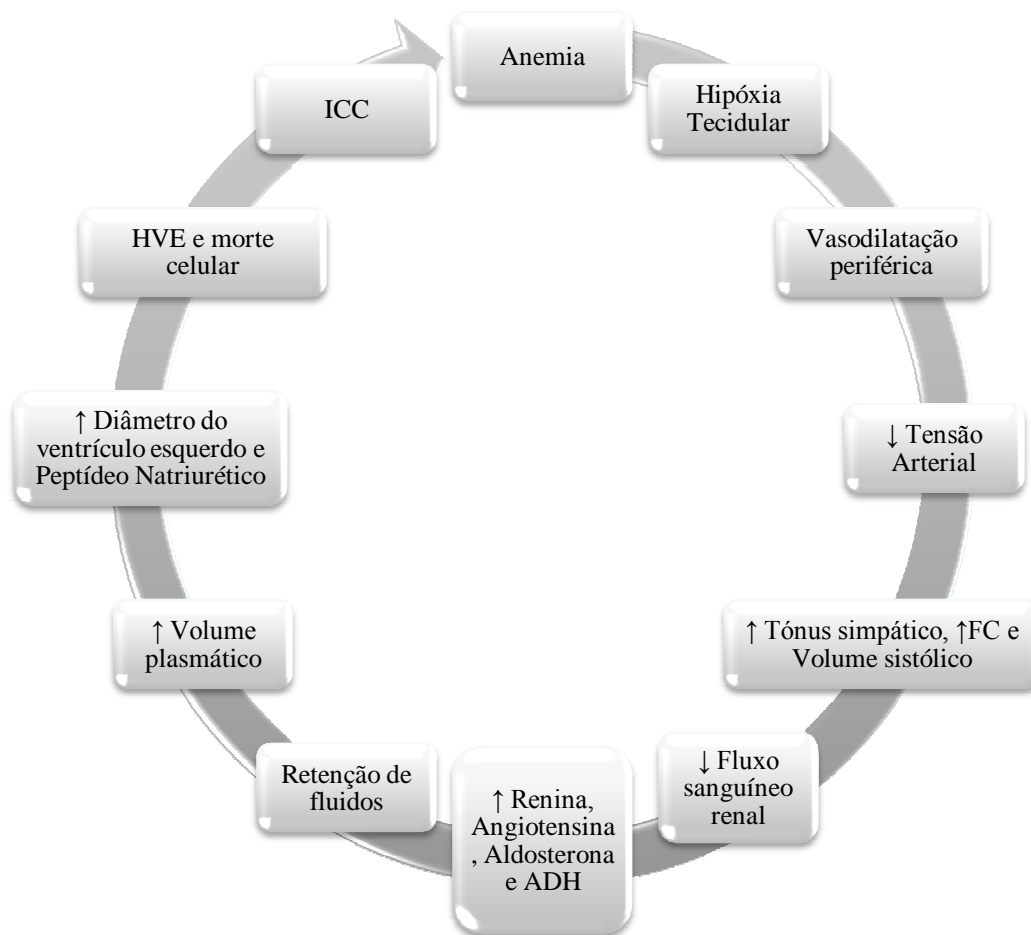 Anemia
Hipóxia
Tecidular
Vasodilatação
periférica
↓ Tensão
Arterial
↑ Tónus simpático, ↑FC e
Volume sistólico
↓ Fluxo
sanguíneo
renal
↑ Renina,
Angiotensina
, Aldosterona
e ADH
Retenção de
fluidos
↑ Volume
plasmático
↑ Diâmetro do
ventrículo esquerdo e
Peptídeo Natriurético
HVE e morte
celular
ICC